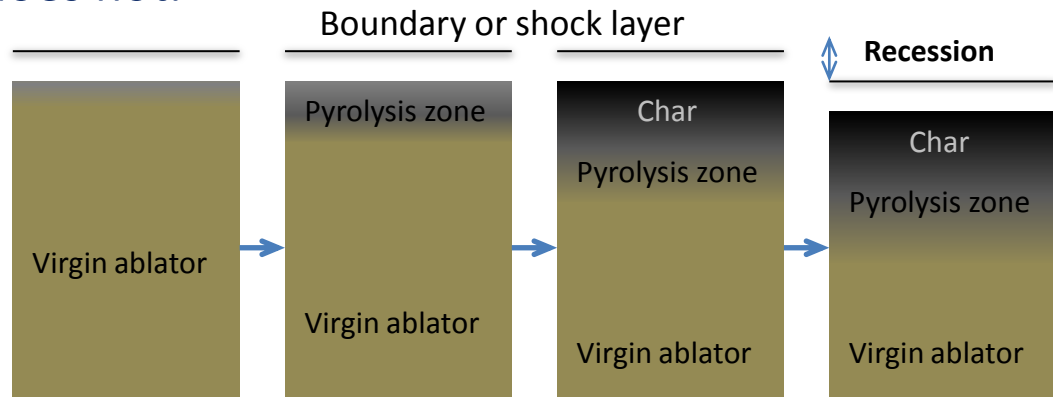 Boundary or shock layer
Recession
Pyrolysis zone
Char
Char
Pyrolysis zone
Pyrolysis zone
Virgin ablator
Virgin ablator
Virgin ablator
Virgin ablator